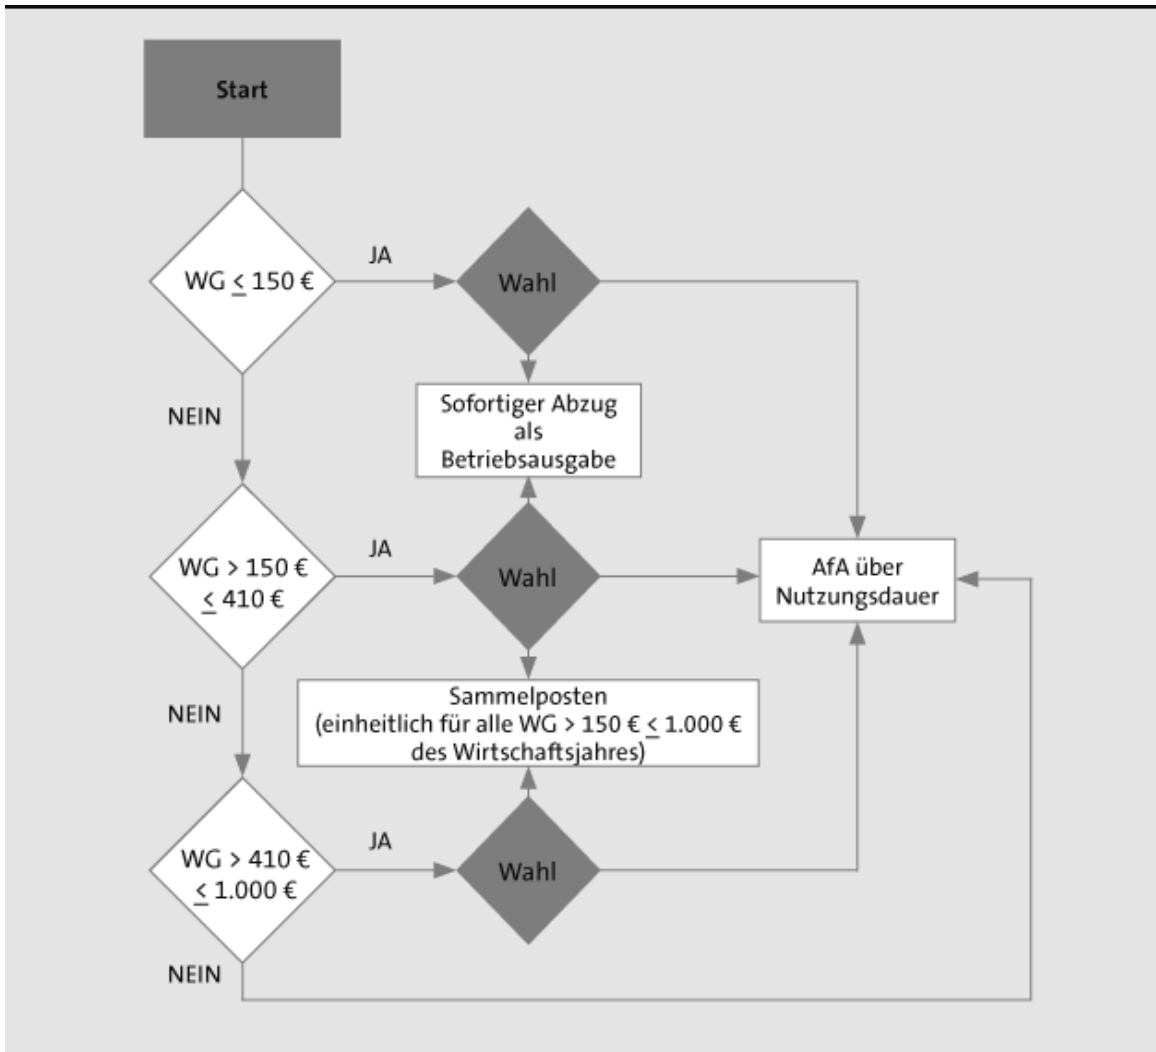 Start
WG ≤ 150 €
JA
Wahl
NEIN
Sofortiger Abzug
als
Betriebsausgabe
WG > 150 €
≤ 410 €
JA
Wahl
AfA über
Nutzungsdauer
NEIN
Sammelposten
(einheitlich für alle WG > 150 € ≤ 1.000 €
des Wirtschaftsjahres)
WG > 410 €
≤ 1.000 €
JA
Wahl
NEIN